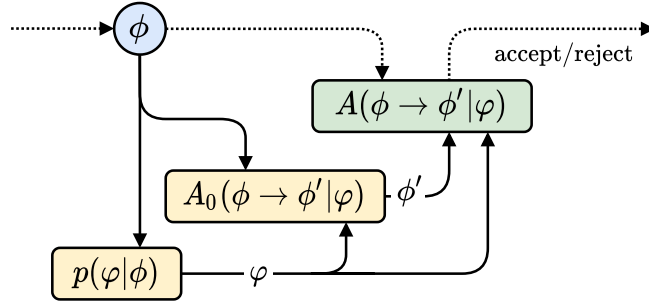 ϕ
accept/reject
A(ϕ → ϕ′|φ)
A₀(ϕ → ϕ′|φ)
ϕ′
p(φ|ϕ)
φ